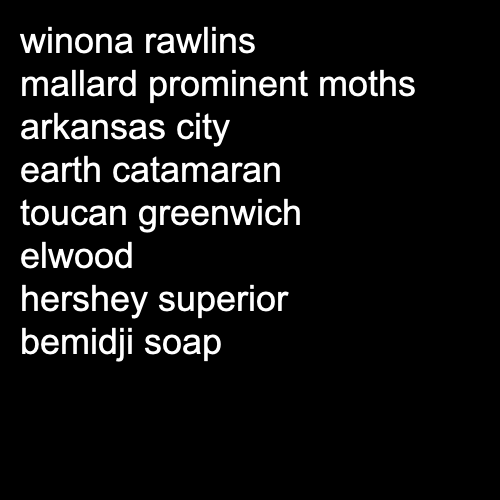 winona rawlins
mallard prominent moths
arkansas city
earth catamaran
toucan greenwich
elwood
hershey superior
bemidji soap